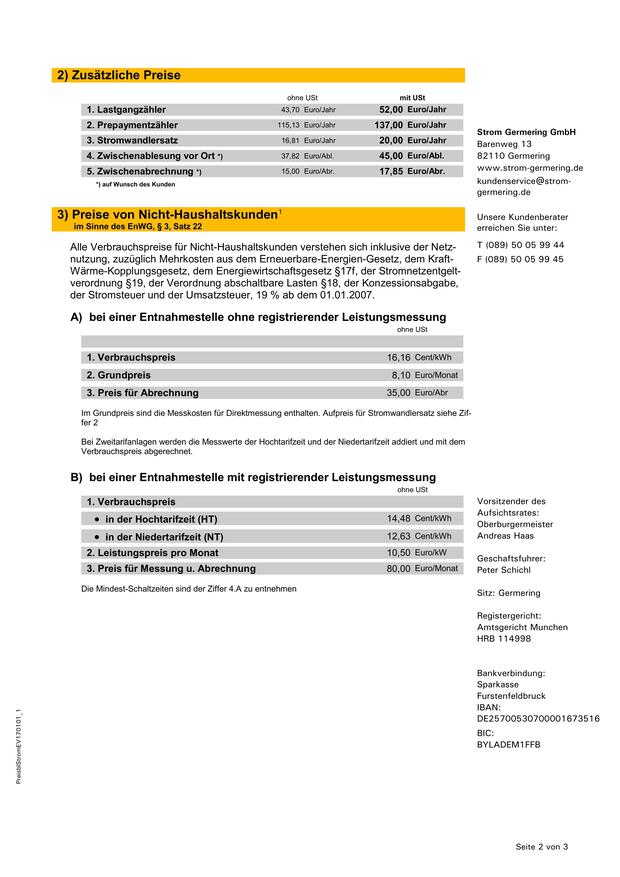 2) Zusätzliche Preise
ohne USt mit USt
1. Lastgangzähler 43,70 Euro/Jahr 52,00 Euro/Jahr
2. Prepaymentzähler 115,13 Euro/Jahr 137,00 Euro/Jahr
3. Stromwandlersatz 16,81 Euro/Jahr 20,00 Euro/Jahr
4. Zwischenablesung vor Ort *) 37,82 Euro/Abl. 45,00 Euro/Abl.
5. Zwischenabrechnung *) 15,00 Euro/Abr. 17,85 Euro/Abr.
*) auf Wunsch des Kunden
Strom Germering GmbH
Barenweg 13
82110 Germering
www.strom-germering.de
kundenservice@strom-
germering.de
Unsere Kundenberater
erreichen Sie unter:
T (089) 50 05 99 44
F (089) 50 05 99 45
3) Preise von Nicht-Haushaltskunden¹
im Sinne des EnWG, § 3, Satz 22
Alle Verbrauchspreise für Nicht-Haushaltskunden verstehen sich inklusive der Netz-
nutzung, zuzüglich Mehrkosten aus dem Erneuerbare-Energien-Gesetz, dem Kraft-
Wärme-Kopplungsgesetz, dem Energiewirtschaftsgesetz §17f, der Stromnetzentgelt-
verordnung §19, der Verordnung abschaltbare Lasten §18, der Konzessionsabgabe,
der Stromsteuer und der Umsatzsteuer, 19 % ab dem 01.01.2007.
A) bei einer Entnahmestelle ohne registrierender Leistungsmessung
ohne USt
1. Verbrauchspreis 16,16 Cent/kWh
2. Grundpreis 8,10 Euro/Monat
3. Preis für Abrechnung 35,00 Euro/Abr
Im Grundpreis sind die Messkosten für Direktmessung enthalten. Aufpreis für Stromwandlersatz siehe Zif-
fer 2
Bei Zweitarifanlagen werden die Messwerte der Hochtarifzeit und der Niedertarifzeit addiert und mit dem
Verbrauchspreis abgerechnet.
B) bei einer Entnahmestelle mit registrierender Leistungsmessung
ohne USt
1. Verbrauchspreis
● in der Hochtarifzeit (HT) 14,48 Cent/kWh
● in der Niedertarifzeit (NT) 12,63 Cent/kWh
2. Leistungspreis pro Monat 10,50 Euro/kW
3. Preis für Messung u. Abrechnung 80,00 Euro/Monat
Die Mindest-Schaltzeiten sind der Ziffer 4.A zu entnehmen
Vorsitzender des
Aufsichtsrates:
Oberburgermeister
Andreas Haas
Geschaftsfuhrer:
Peter Schichl
Sitz: Germering
Registergericht:
Amtsgericht Munchen
HRB 114998
Bankverbindung:
Sparkasse
Furstenfeldbruck
IBAN:
DE25700530700001673516
BIC:
BYLADEM1FFB
PreisblStromEV170101_1
Seite 2 von 3